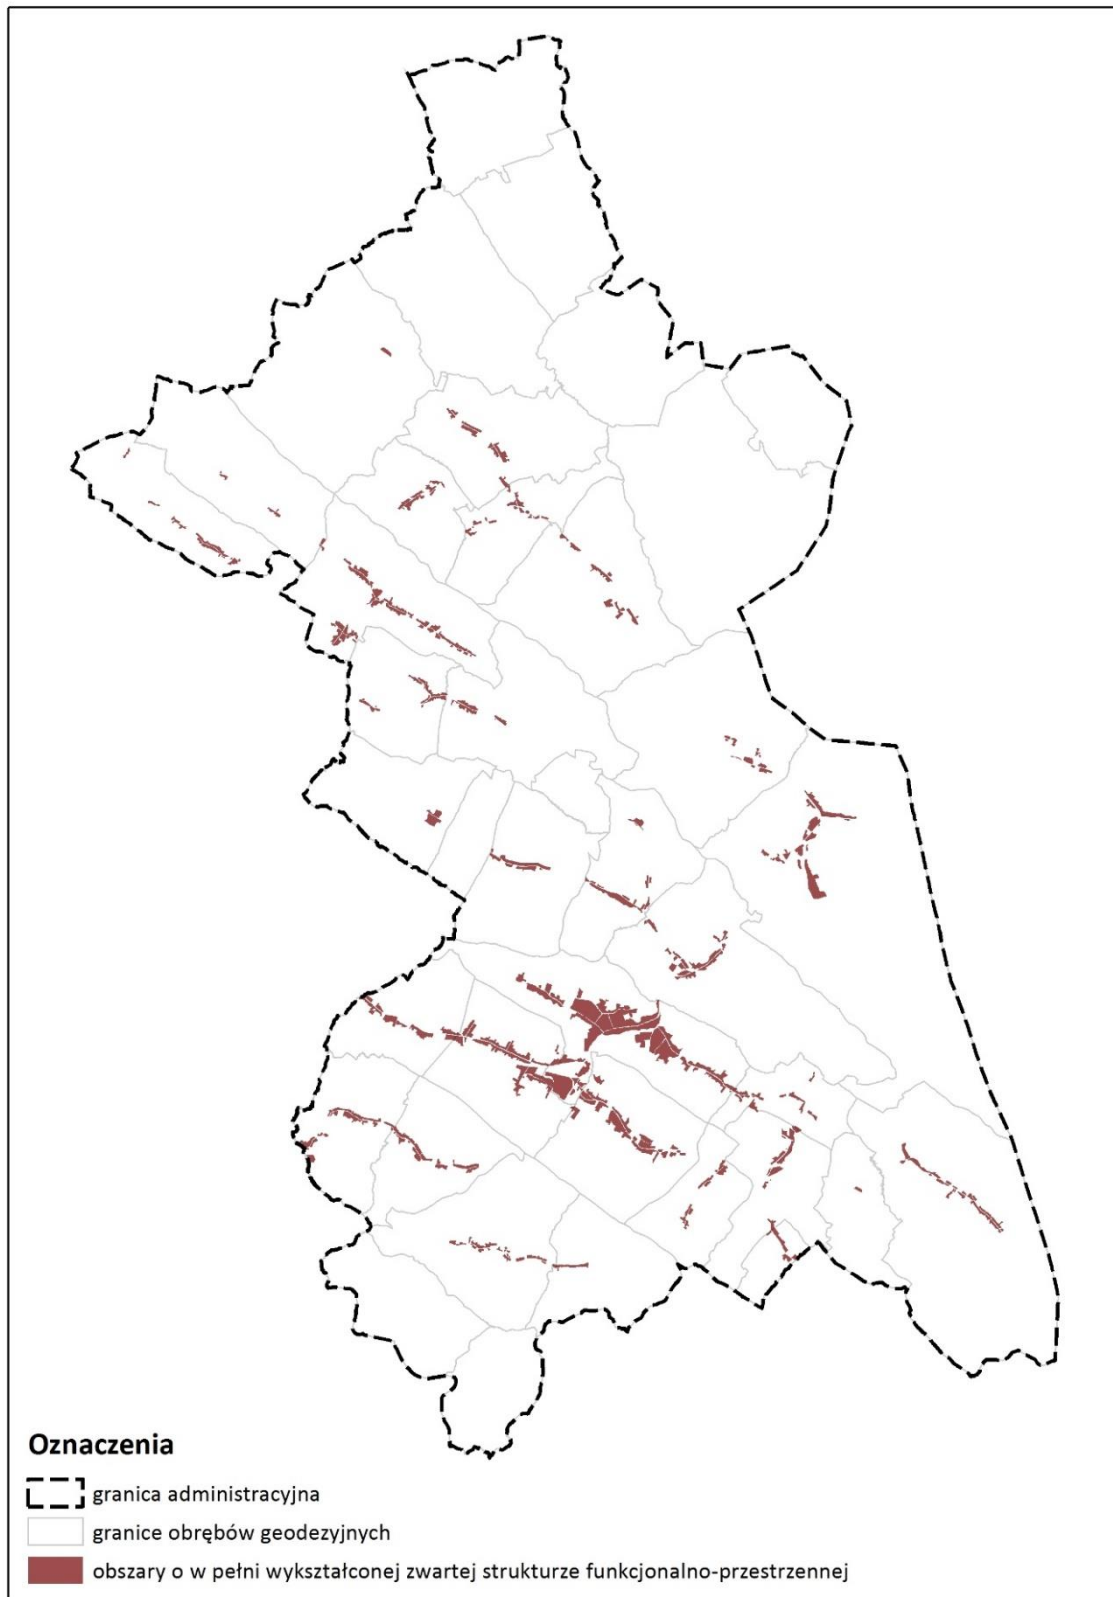 Oznaczenia
granica administracyjna
granice obrębów geodezyjnych
obszary o w pełni wykształconej zwartej strukturze funkcjonalno-przestrzennej